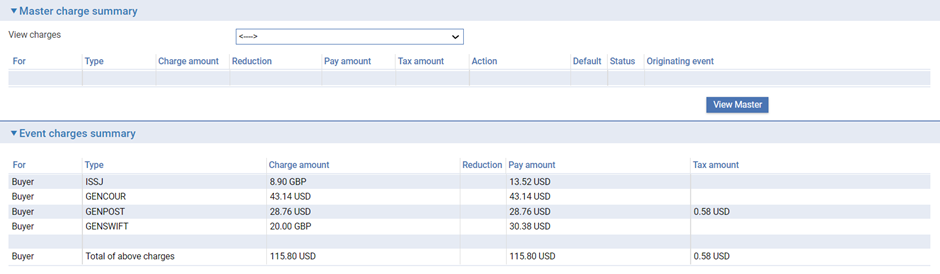 Master charge summary
View charges <---->
For Type Charge amount Reduction Pay amount Tax amount Action Default Status Originating event
View Master
Event charges summary
For Type Charge amount Reduction Pay amount Tax amount
Buyer ISSJ 8.90 GBP 13.52 USD
Buyer GENCOUR 43.14 USD 43.14 USD
Buyer GENPOST 28.76 USD 28.76 USD 0.58 USD
Buyer GENSWIFT 20.00 GBP 30.38 USD
Buyer Total of above charges 115.80 USD 115.80 USD 0.58 USD